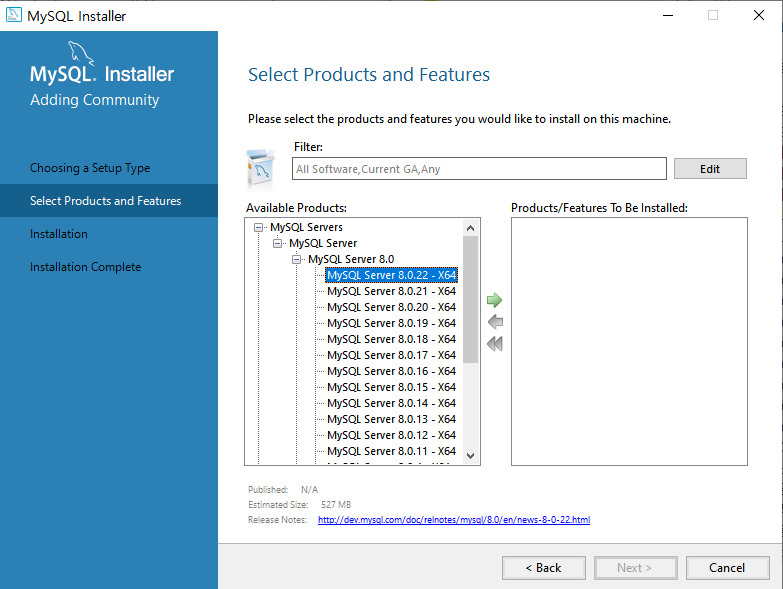 MySQL Installer
MySQL. Installer
Adding Community
Choosing a Setup Type
Select Products and Features
Installation
Installation Complete
Select Products and Features
Please select the products and features you would like to install on this machine.
Filter:
All Software,Current GA,Any
Edit
Available Products:
MySQL Servers
MySQL Server
MySQL Server 8.0
MySQL Server 8.0.22 - X64
MySQL Server 8.0.21 - X64
MySQL Server 8.0.20 - X64
MySQL Server 8.0.19 - X64
MySQL Server 8.0.18 - X64
MySQL Server 8.0.17 - X64
MySQL Server 8.0.16 - X64
MySQL Server 8.0.15 - X64
MySQL Server 8.0.14 - X64
MySQL Server 8.0.13 - X64
MySQL Server 8.0.12 - X64
MySQL Server 8.0.11 - X64
Products/Features To Be Installed:
Published: N/A
Estimated Size: 527 MB
Release Notes: http://dev.mysql.com/doc/relnotes/mysql/8.0/en/news-8-0-22.html
< Back
Next >
Cancel